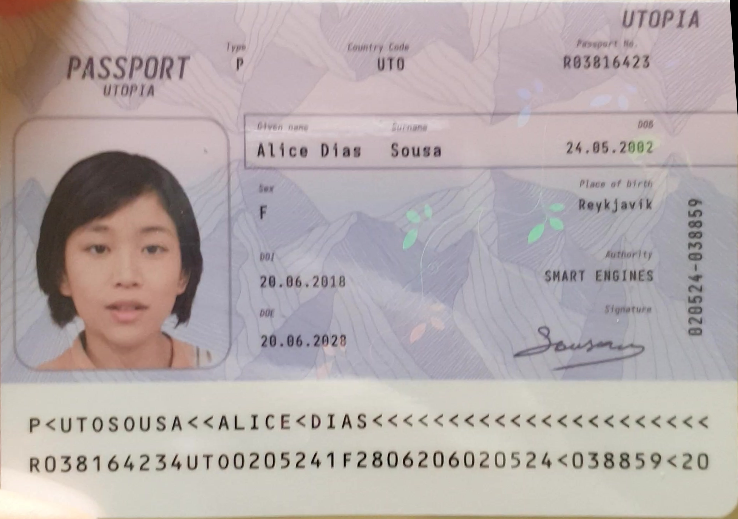 UTOPIA
PASSPORT
UTOPIA
Type
P
Country Code
UTO
Passport No.
R03816423
Given name
Alice Dias
Surname
Sousa
DOB
24.05.2002
Sex
F
Place of birth
Reykjavik
DOI
20.06.2018
Authority
SMART ENGINES
DOE
20.06.2028
Signature
Sousa
020524-038859
P<UTOSOUSA<<ALICE<DIAS<<<<<<<<<<<<<<<<<<<<<<
R038164234UTO0205241F2806206020524<038859<20